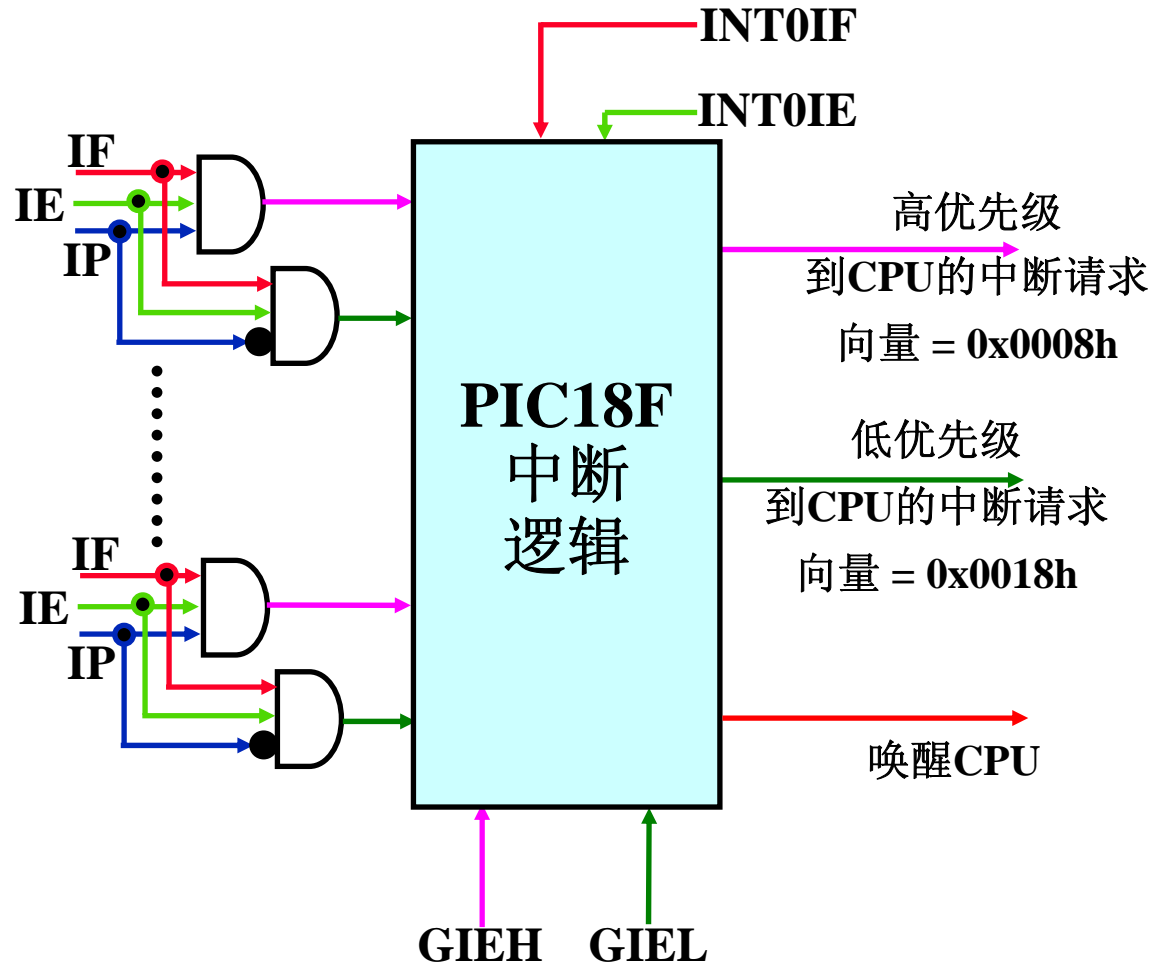 INT0IF
INT0IE
IF
IE
IP
高优先级
到CPU的中断请求
向量 = 0x0008h
PIC18F
中断
逻辑
低优先级
到CPU的中断请求
向量 = 0x0018h
IF
IE
IP
唤醒CPU
GIEH
GIEL